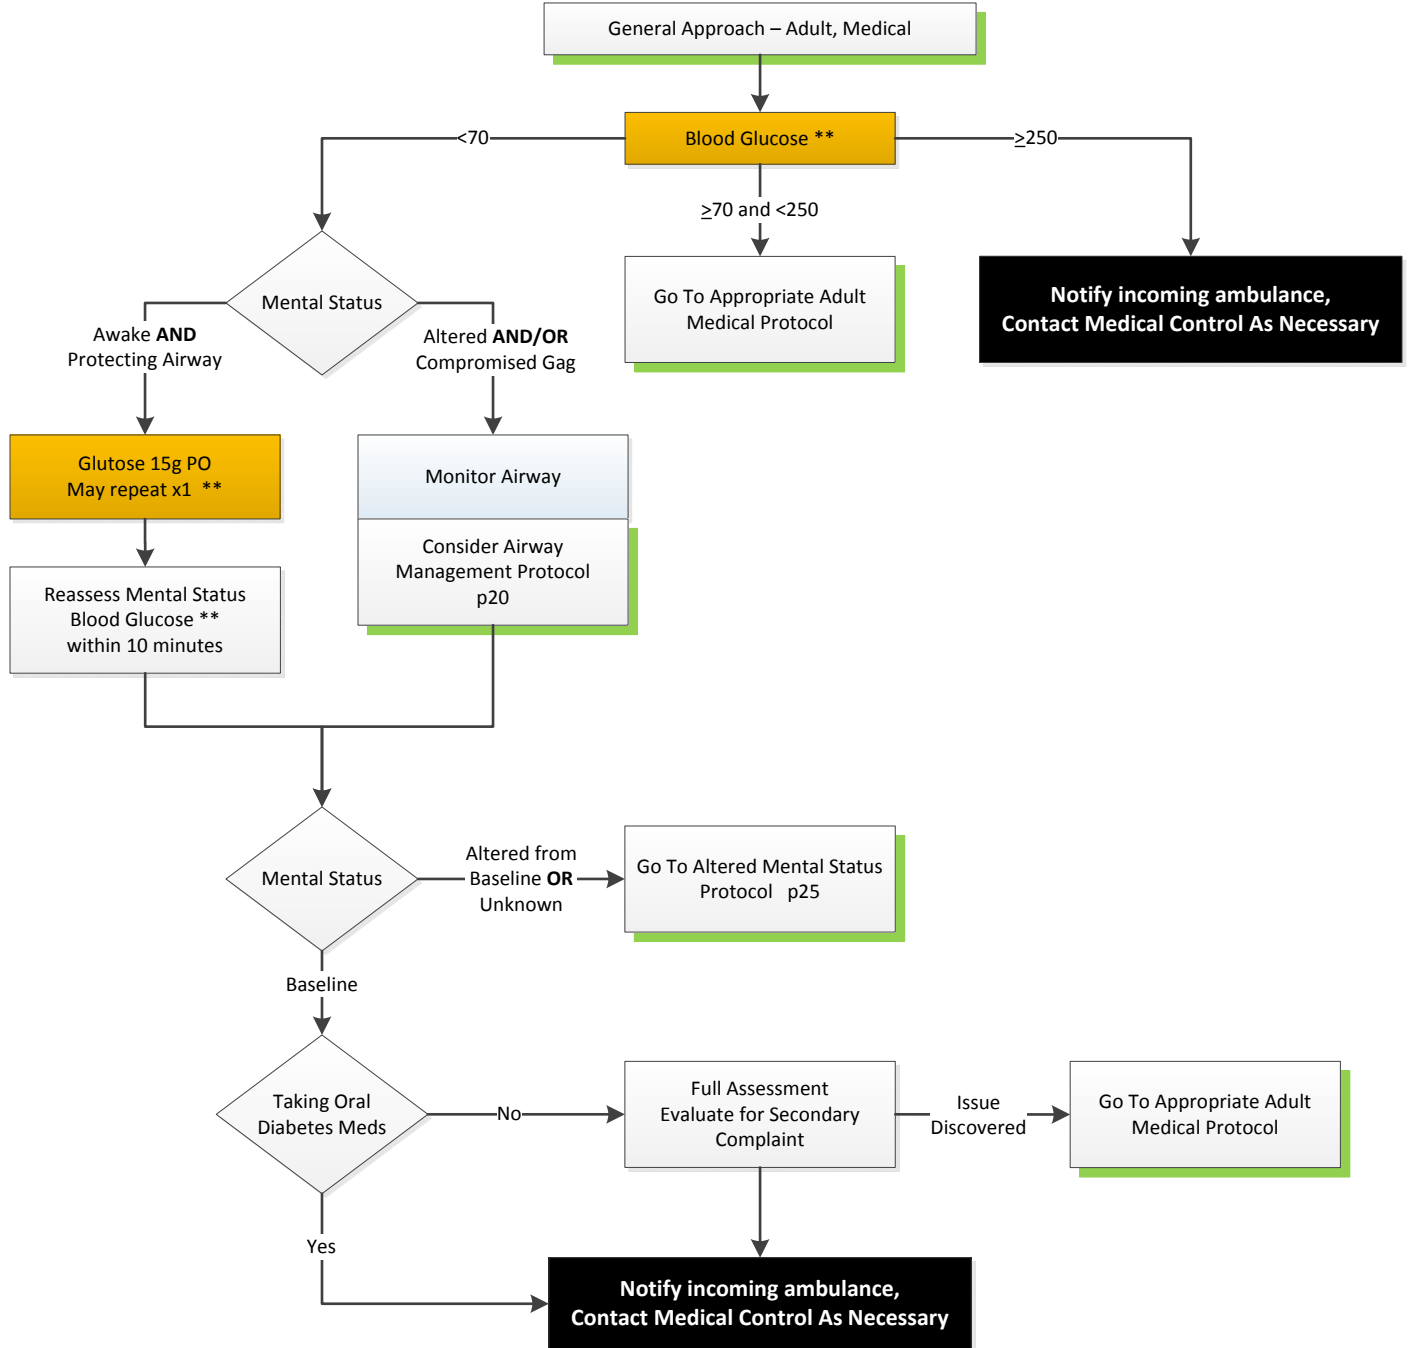 General Approach – Adult, Medical
Blood Glucose **
<70
≥250
≥70 and <250
Mental Status
Go To Appropriate Adult
Medical Protocol
Notify incoming ambulance,
Contact Medical Control As Necessary
Awake AND
Protecting Airway
Altered AND/OR
Compromised Gag
Glutose 15g PO
May repeat x1 **
Monitor Airway
Consider Airway
Management Protocol
p20
Reassess Mental Status
Blood Glucose **
within 10 minutes
Mental Status
Altered from
Baseline OR
Unknown
Go To Altered Mental Status
Protocol p25
Baseline
Taking Oral
Diabetes Meds
No
Full Assessment
Evaluate for Secondary
Complaint
Issue
Discovered
Go To Appropriate Adult
Medical Protocol
Yes
Notify incoming ambulance,
Contact Medical Control As Necessary